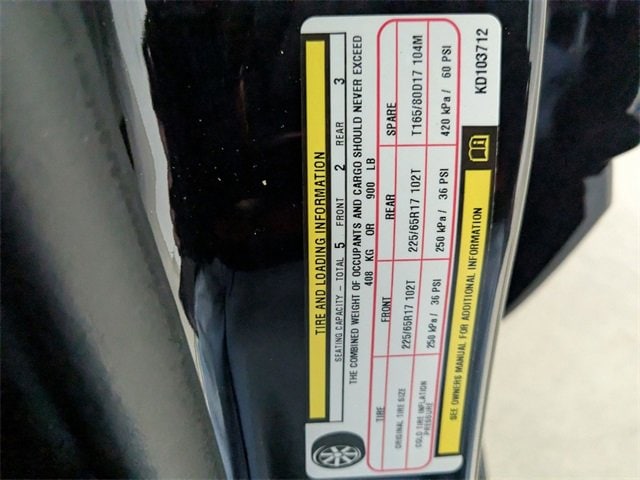 TIRE AND LOADING INFORMATION
SEATING CAPACITY – TOTAL 5 FRONT 2 REAR 3
THE COMBINED WEIGHT OF OCCUPANTS AND CARGO SHOULD NEVER EXCEED
408 KG OR 900 LB
TIRE FRONT REAR SPARE
ORIGINAL TIRE SIZE 225/65R17 102T 225/65R17 102T T165/80D17 104M
COLD TIRE INFLATION PRESSURE 250 kPa / 36 PSI 250 kPa / 36 PSI 420 kPa / 60 PSI
SEE OWNERS MANUAL FOR ADDITIONAL INFORMATION
KD103712